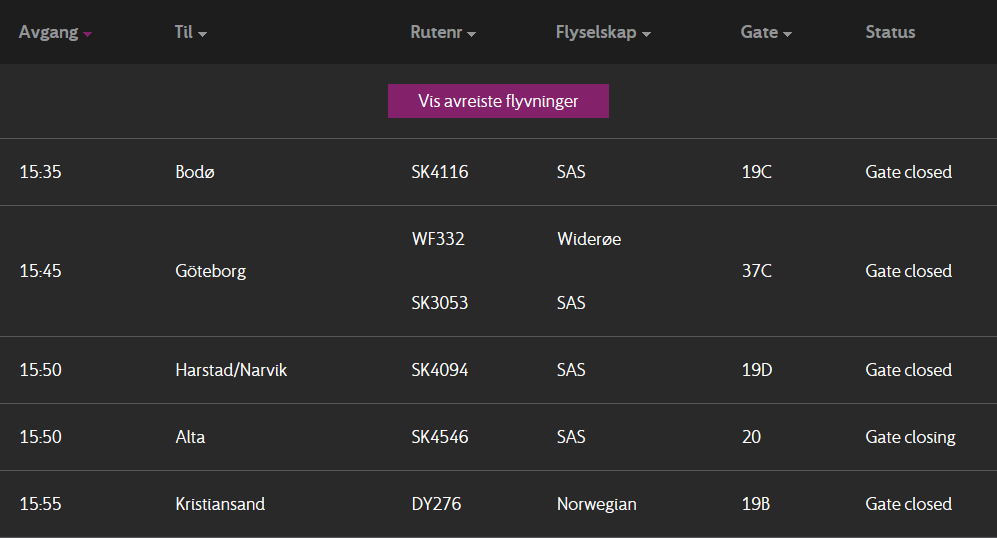 Avgang Til Rutenr Flyselskap Gate Status
Vis avreiste flyvninger
15:35 Bodø SK4116 SAS 19C Gate closed
WF332 Widerøe
15:45 Göteborg 37C Gate closed
SK3053 SAS
15:50 Harstad/Narvik SK4094 SAS 19D Gate closed
15:50 Alta SK4546 SAS 20 Gate closing
15:55 Kristiansand DY276 Norwegian 19B Gate closed